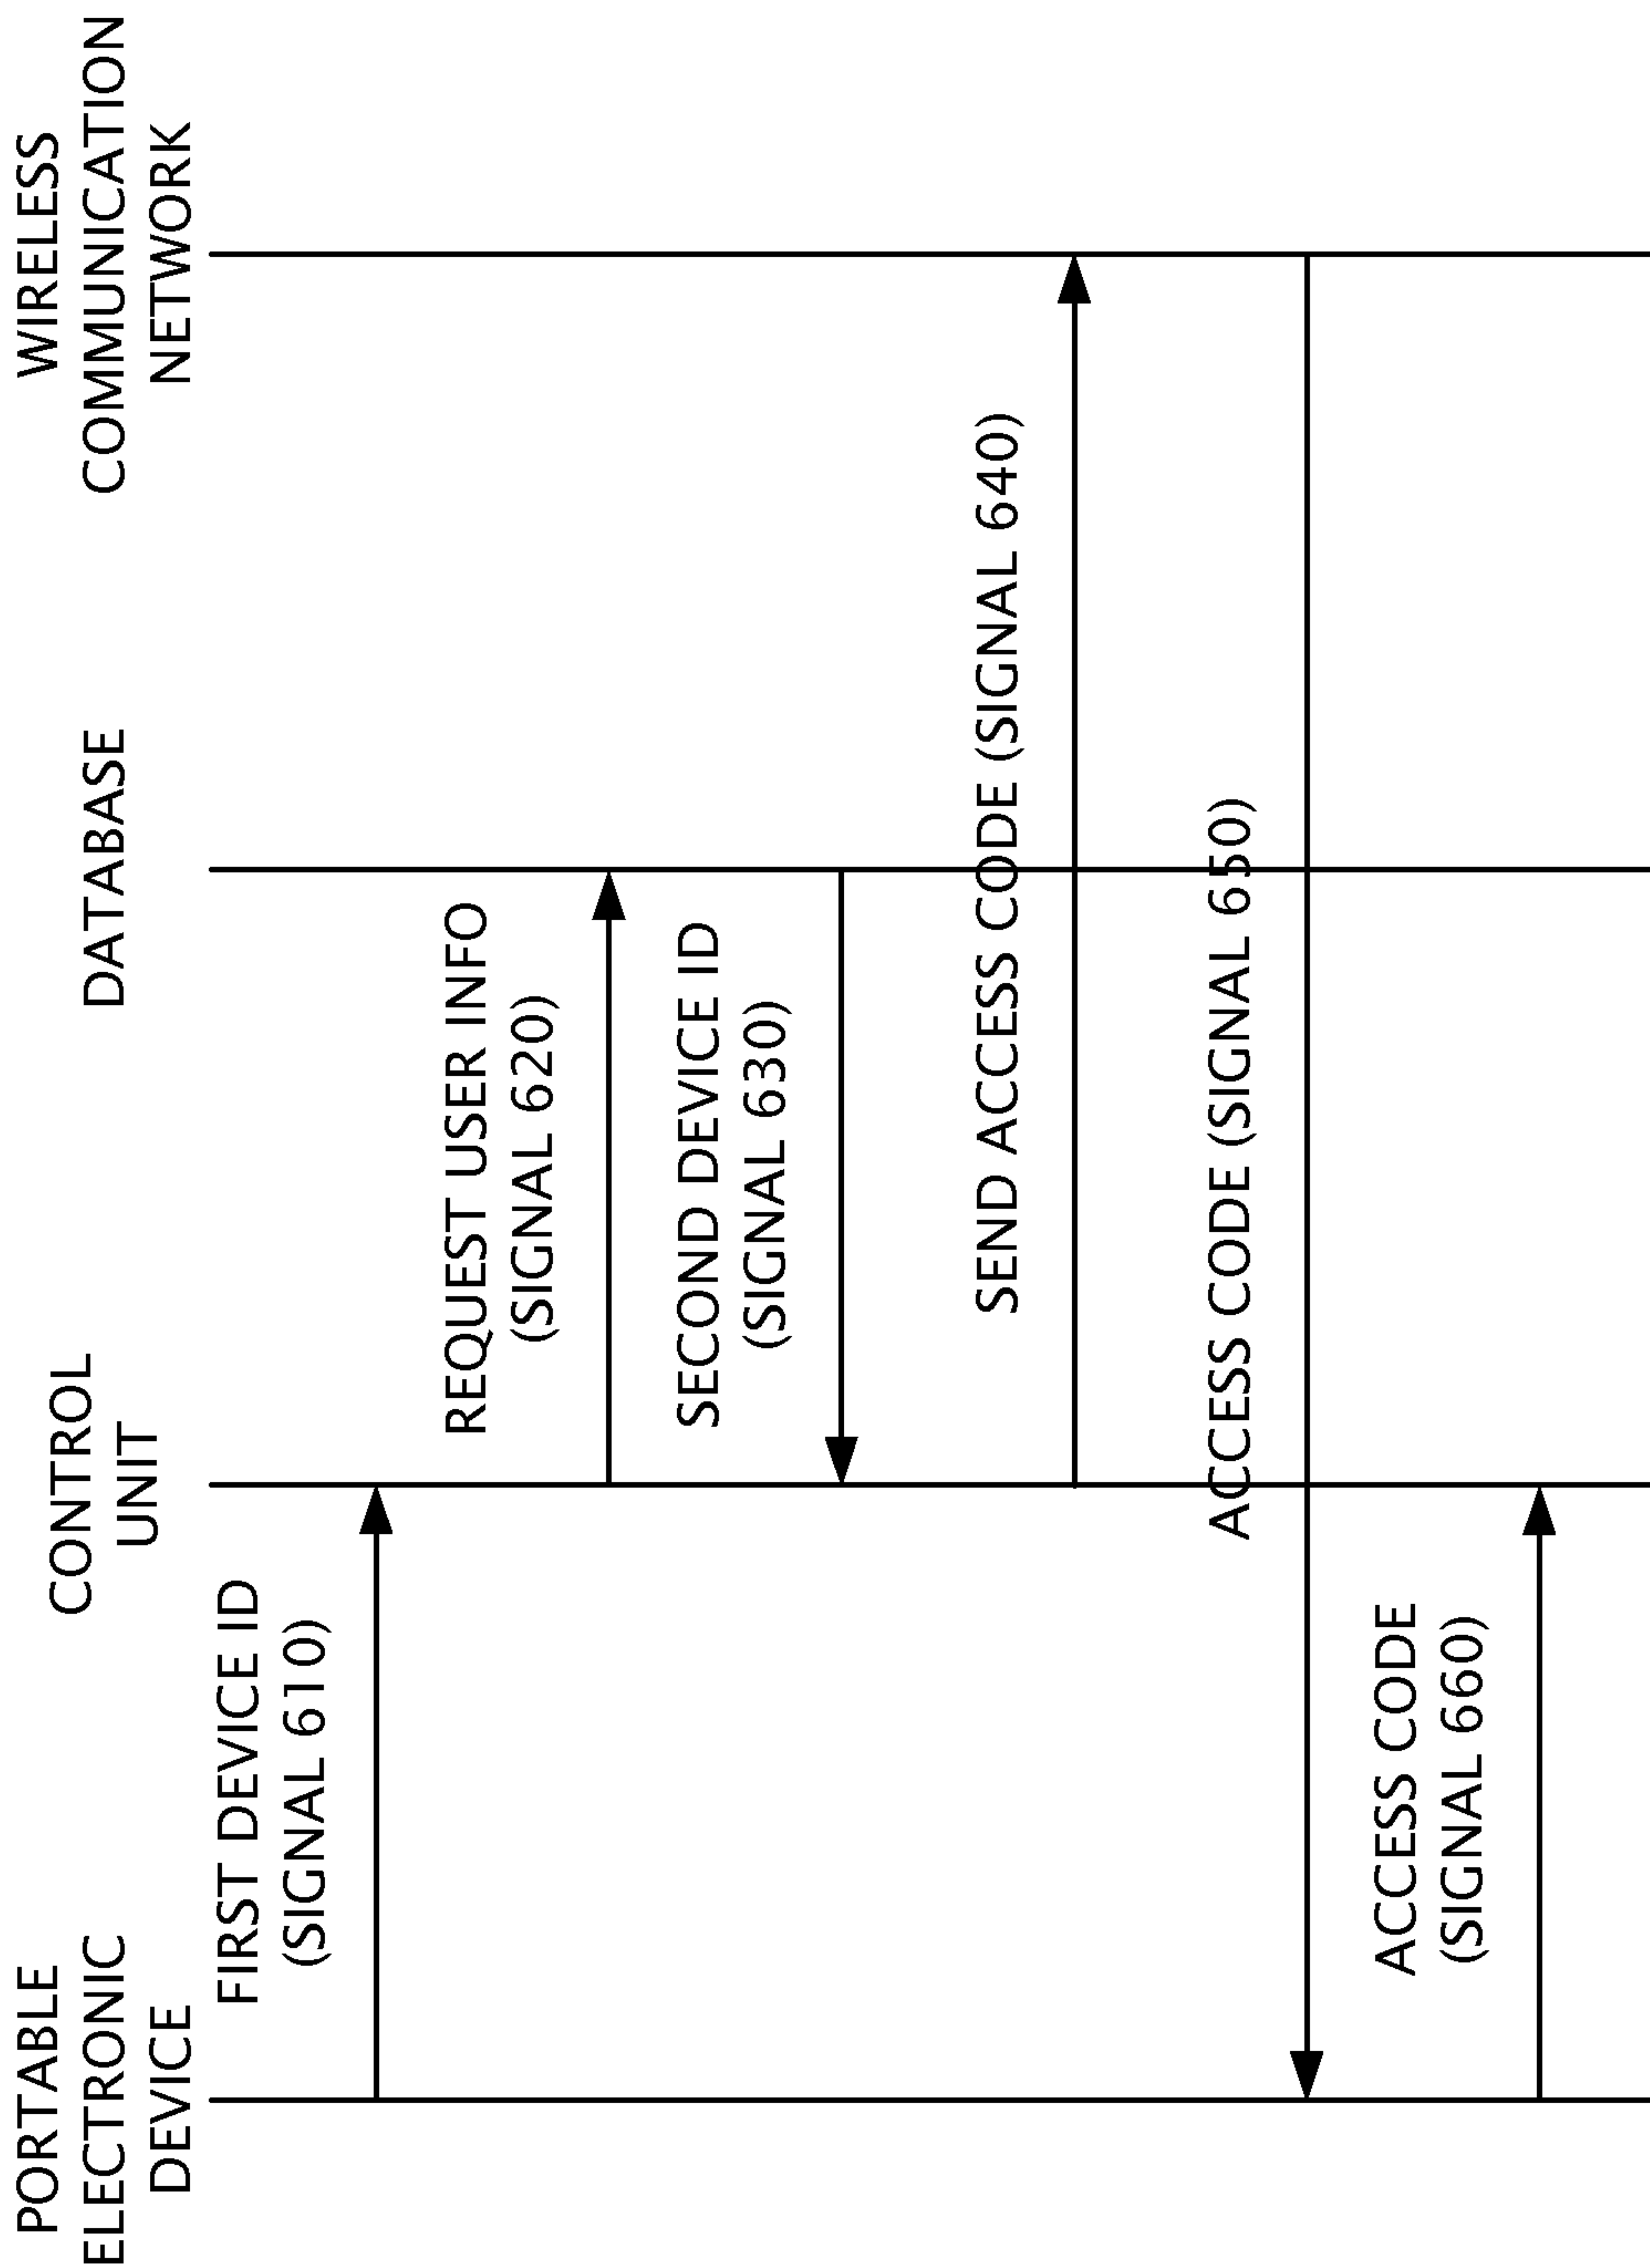 PORTABLE
ELECTRONIC
DEVICE
CONTROL
UNIT
DATABASE
WIRELESS
COMMUNICATION
NETWORK
FIRST DEVICE ID
(SIGNAL 610)
REQUEST USER INFO
(SIGNAL 620)
SECOND DEVICE ID
(SIGNAL 630)
SEND ACCESS CODE (SIGNAL 640)
ACCESS CODE (SIGNAL 650)
ACCESS CODE
(SIGNAL 660)